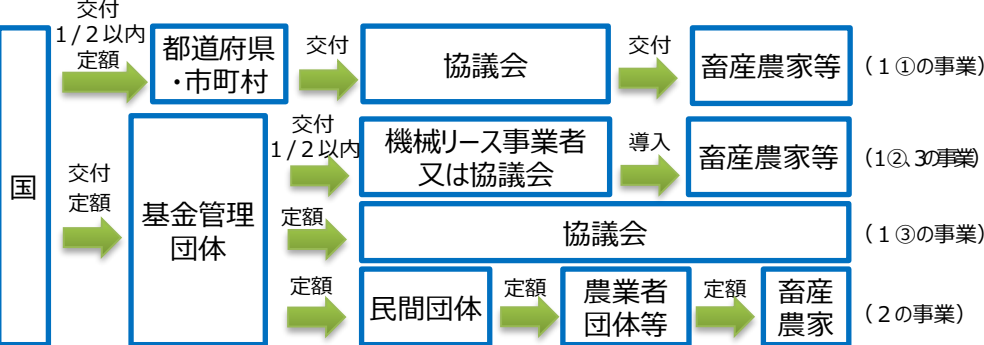 交付
1/2以内
定額
国
都道府県
・市町村
交付
協議会
交付
畜産農家等
(1①の事業)
交付
定額
基金管理
団体
交付
1/2以内
機械リース事業者
又は協議会
導入
畜産農家等
(1②、3の事業)
定額
協議会
(1③の事業)
定額
民間団体
定額
農業者
団体等
定額
畜産
農家
(2の事業)